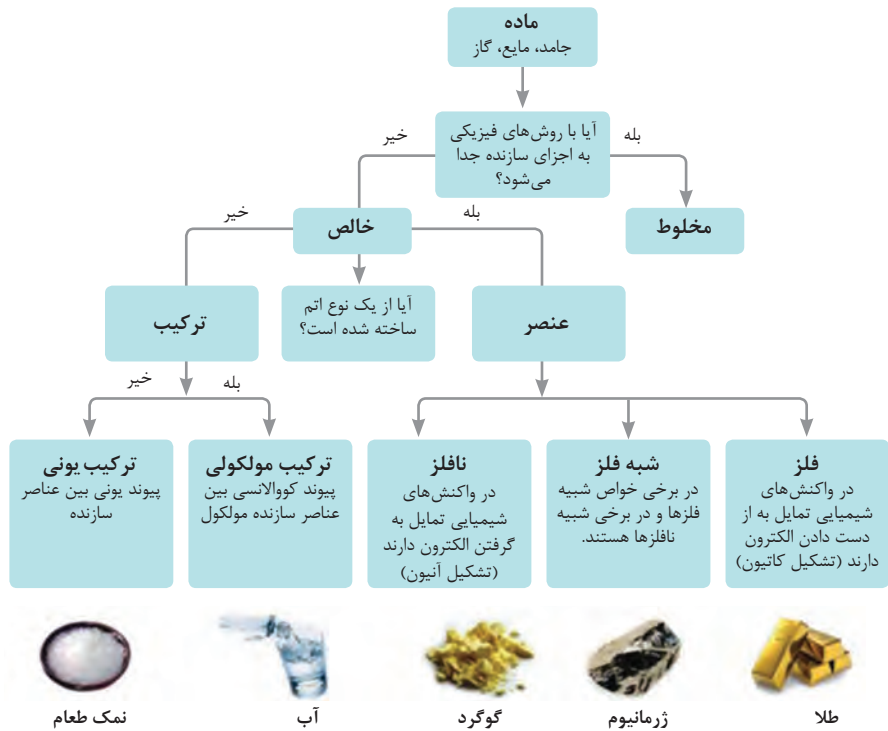 ماده
جامد، مایع، گاز
آیا با روش‌های فیزیکی
به اجزای سازنده جدا
می‌شود؟
بله
خیر
مخلوط
خالص
بله
خیر
آیا از یک نوع اتم
ساخته شده است؟
عنصر
ترکیب
بله
خیر
فلز
در واکنش‌های
شیمیایی تمایل به از
دست دادن الکترون
دارند (تشکیل کاتیون)
شبه فلز
در برخی خواص شبیه
فلزها و در برخی شبیه
نافلزها هستند.
نافلز
در واکنش‌های
شیمیایی تمایل به
گرفتن الکترون دارند
(تشکیل آنیون)
ترکیب مولکولی
پیوند کووالانسی بین
عناصر سازنده مولکول
ترکیب یونی
پیوند یونی بین عناصر
سازنده
طلا
ژرمانیوم
گوگرد
آب
نمک طعام